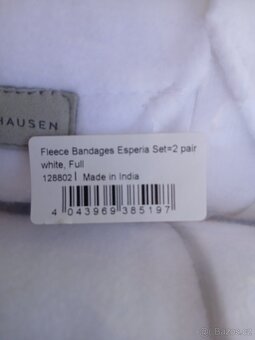 HAUSEN
Fleece Bandages Esperia Set=2 pair
white, Full
128802 | Made in India
4 043969 385197